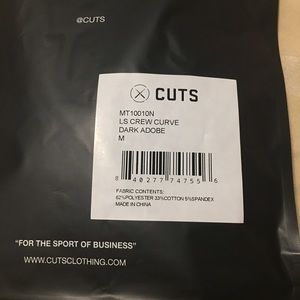 @CUTS
CUTS
MT10010N
LS CREW CURVE
DARK ADOBE
M
8 40277 74755 6
FABRIC CONTENTS:
62%POLYESTER 33%COTTON 5%SPANDEX
MADE IN CHINA
"FOR THE SPORT OF BUSINESS"
WWW.CUTSCLOTHING.COM